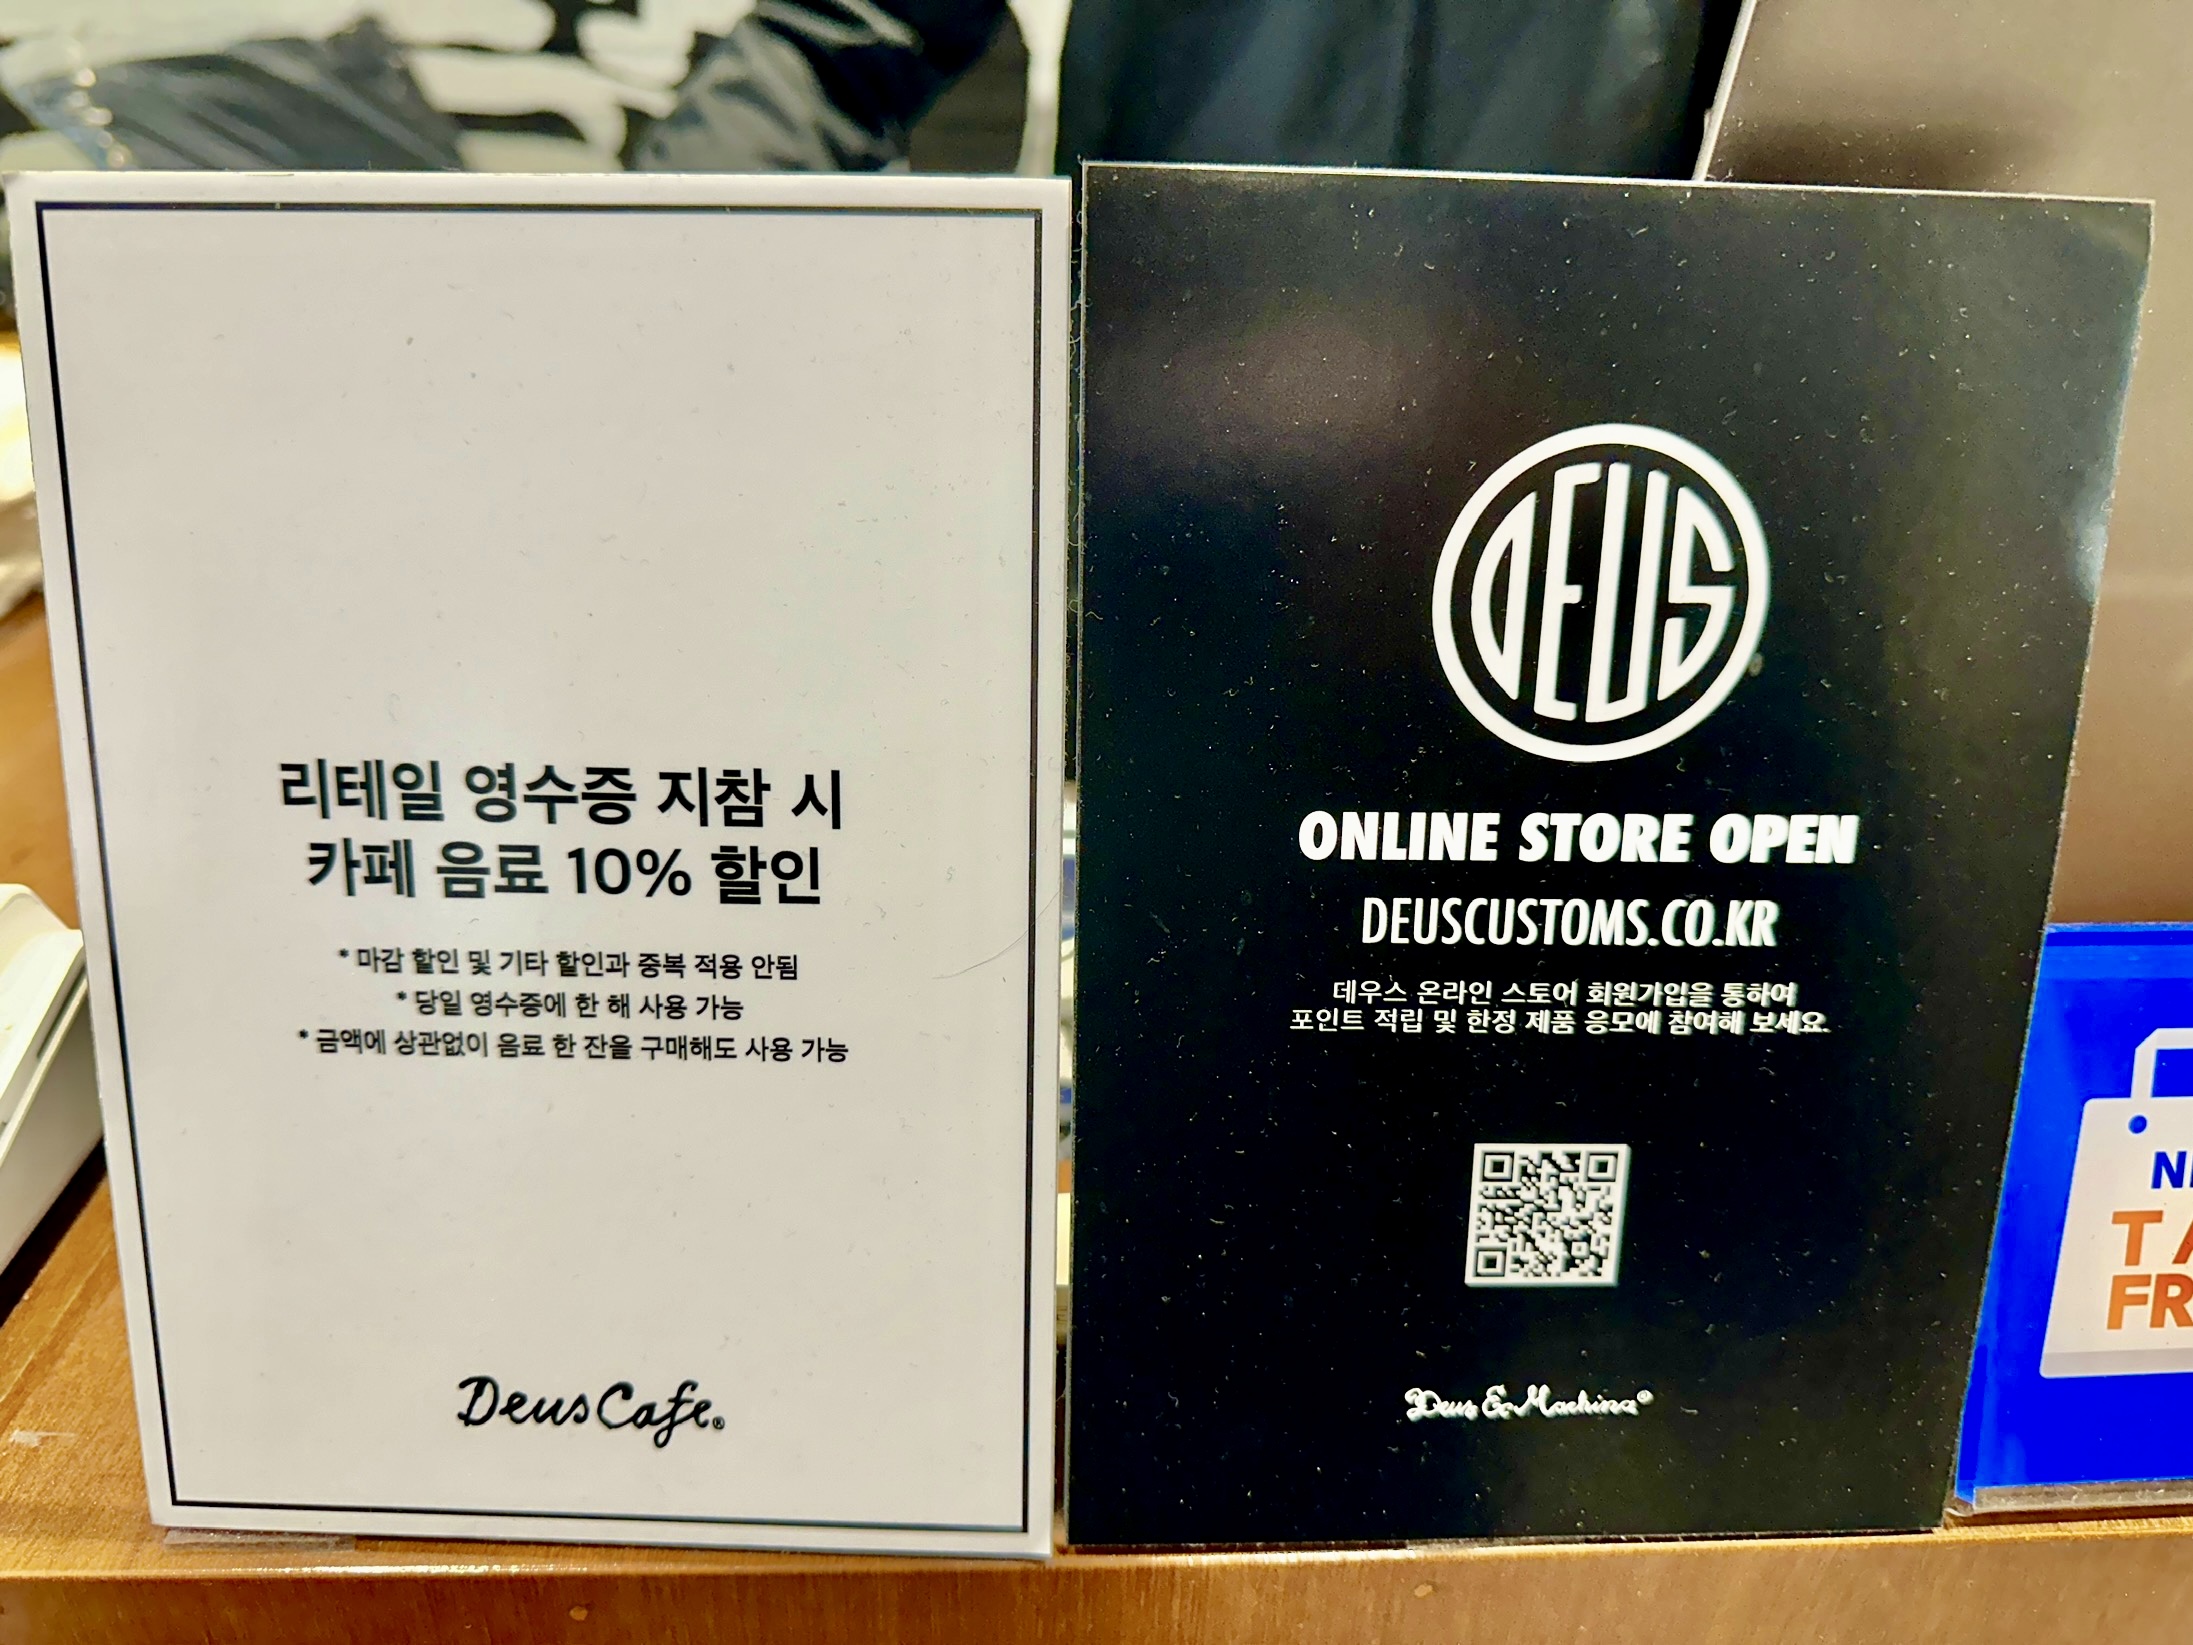 리테일 영수증 지참 시
카페 음료 10% 할인
* 마감 할인 및 기타 할인과 중복 적용 안됨
* 당일 영수증에 한 해 사용 가능
* 금액에 상관없이 음료 한 잔을 구매해도 사용 가능
Deus Cafe®
DEUS
ONLINE STORE OPEN
DEUSCUSTOMS.CO.KR
데우스 온라인 스토어 회원가입을 통하여
포인트 적립 및 한정 제품 응모에 참여해 보세요.
Deus Ex Machina®